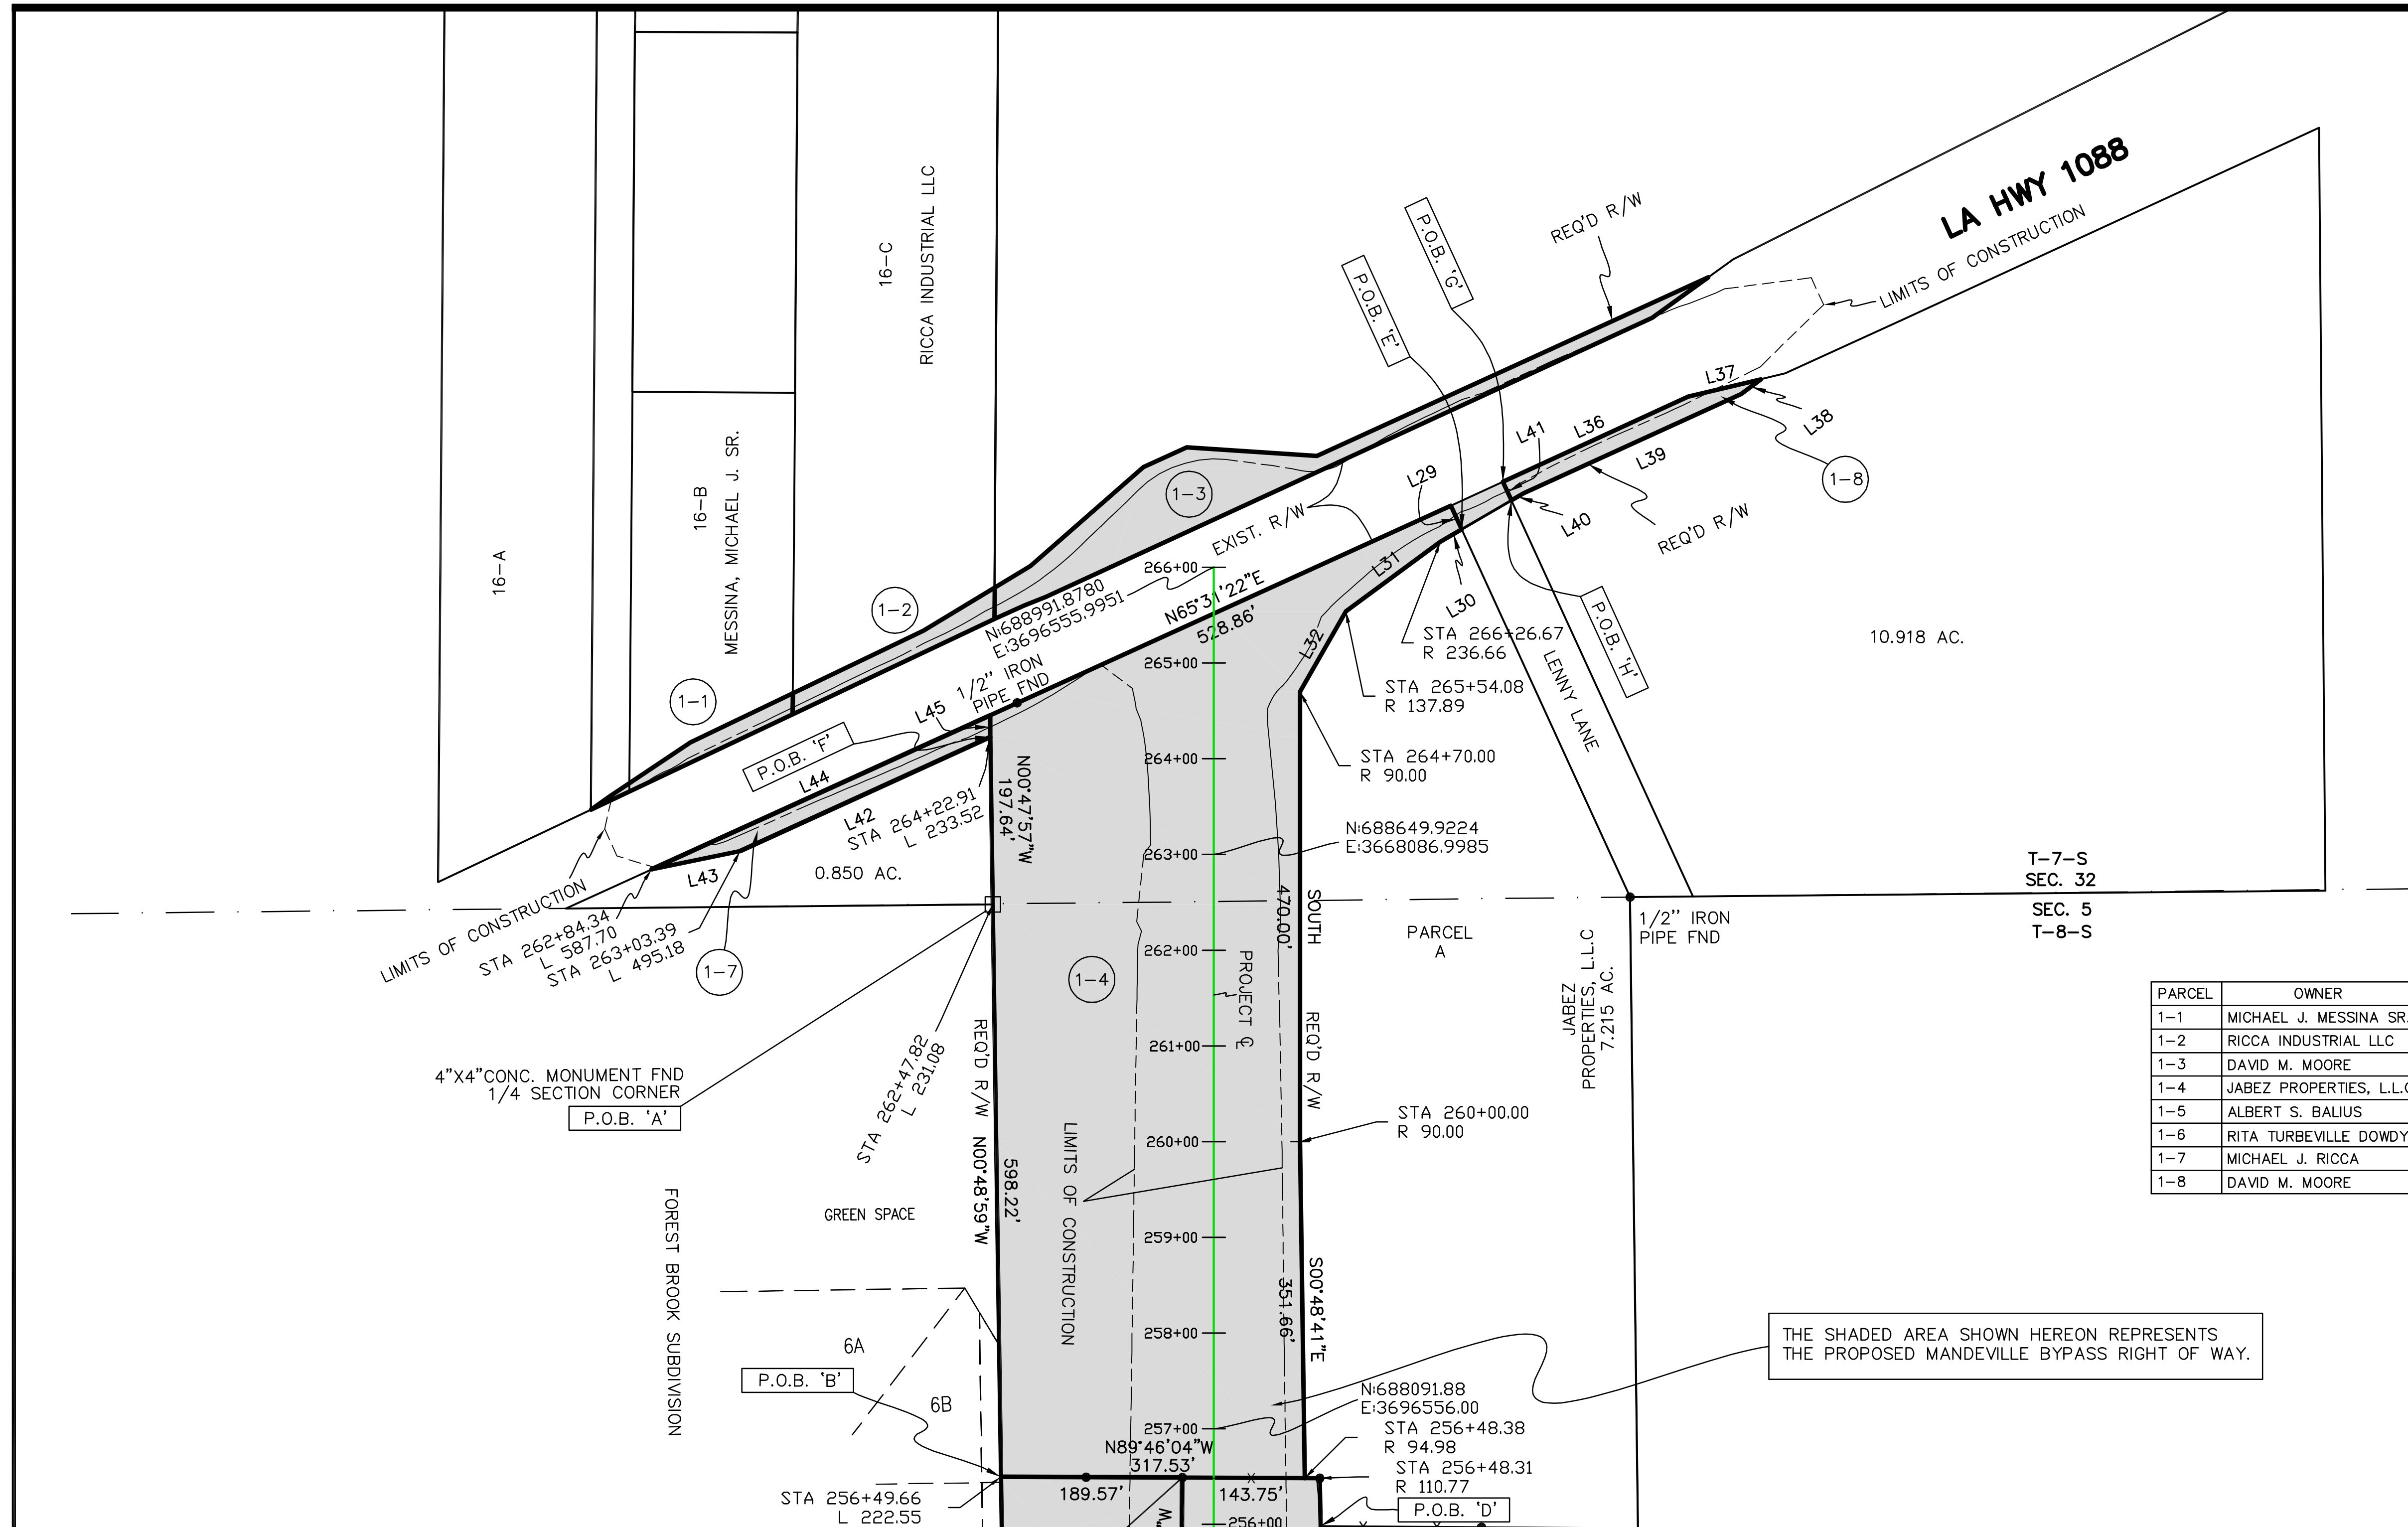 LA HWY 1088
REQ'D R/W
LIMITS OF CONSTRUCTION
P.O.B. 'G'
P.O.B. 'E'
16-C
RICCA INDUSTRIAL LLC
16-B
MESSINA, MICHAEL J. SR.
16-A
L37
L38
L41
L36
L39
1-8
L29
L40
REQ'D R/W
1-3
EXIST. R/W
L31
L30
266+00
N65°31'22"E
528.86'
N:688991.8780
E:3696555.9951
1-2
1-1
L32
STA 266+26.67
R 236.66
P.O.B. 'H'
10.918 AC.
LENNY LANE
265+00
1/2" IRON
PIPE FND
L45
STA 265+54.08
R 137.89
P.O.B. 'F'
L44
L42
264+00
STA 264+70.00
R 90.00
N00°47'57"W
197.64'
STA 264+22.91
L 233.52
N:688649.9224
E:3668086.9985
263+00
0.850 AC.
L43
T-7-S
SEC. 32
SEC. 5
T-8-S
LIMITS OF CONSTRUCTION
STA 262+84.34
L 587.70
STA 263+03.39
L 495.18
1-7
SOUTH
470.00'
1/2" IRON
PIPE FND
PARCEL
A
262+00
1-4
PROJECT ℄
JABEZ
PROPERTIES, L.L.C
7.215 AC.
PARCEL OWNER
1-1 MICHAEL J. MESSINA SR.
1-2 RICCA INDUSTRIAL LLC
1-3 DAVID M. MOORE
1-4 JABEZ PROPERTIES, L.L.C
1-5 ALBERT S. BALIUS
1-6 RITA TURBEVILLE DOWDY
1-7 MICHAEL J. RICCA
1-8 DAVID M. MOORE
261+00
STA 262+47.82
L 231.08
4"X4"CONC. MONUMENT FND
1/4 SECTION CORNER
P.O.B. 'A'
REQ'D R/W N00°48'59"W
598.22'
REQ'D R/W
STA 260+00.00
R 90.00
260+00
LIMITS OF CONSTRUCTION
FOREST BROOK SUBDIVISION
GREEN SPACE
259+00
S00°48'41"E
351.66'
258+00
THE SHADED AREA SHOWN HEREON REPRESENTS
THE PROPOSED MANDEVILLE BYPASS RIGHT OF WAY.
6A
P.O.B. 'B'
6B
N:688091.88
E:3696556.00
257+00
STA 256+48.38
R 94.98
N89°46'04"W
317.53'
X
STA 256+48.31
R 110.77
189.57'
143.75'
STA 256+49.66
L 222.55
P.O.B. 'D'
256+00
X
X